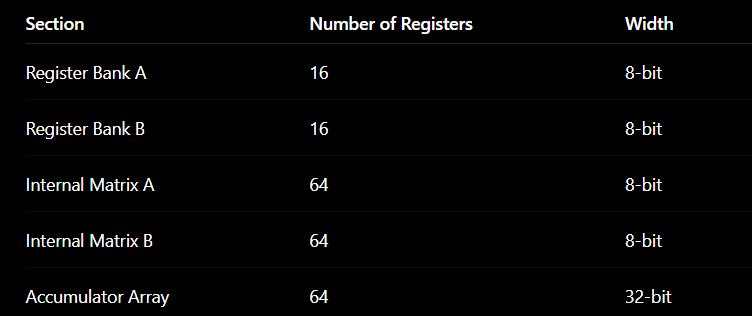 Section Number of Registers Width
Register Bank A 16 8-bit
Register Bank B 16 8-bit
Internal Matrix A 64 8-bit
Internal Matrix B 64 8-bit
Accumulator Array 64 32-bit